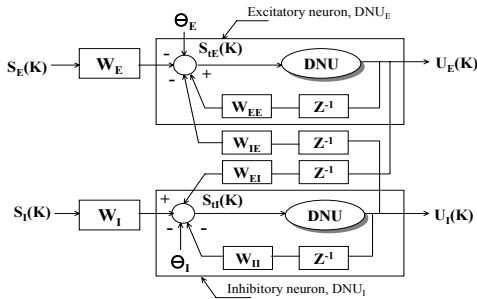 Excitatory neuron, DNU_E
Θ_E
S_E(K)
W_E
-
-
+
S_tE(K)
DNU
U_E(K)
W_EE
Z⁻¹
W_IE
Z⁻¹
W_EI
Z⁻¹
S_I(K)
W_I
+
-
-
S_tI(K)
DNU
U_I(K)
W_II
Z⁻¹
Θ_I
Inhibitory neuron, DNU_I